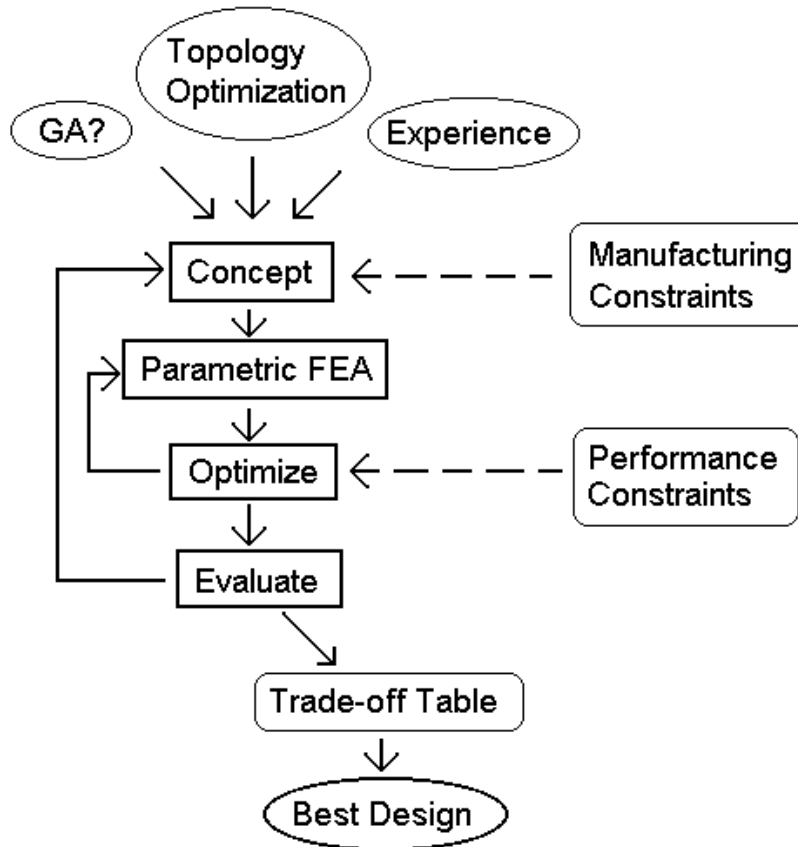 Topology
Optimization
GA?
Experience
Concept
Manufacturing
Constraints
Parametric FEA
Optimize
Performance
Constraints
Evaluate
Trade-off Table
Best Design